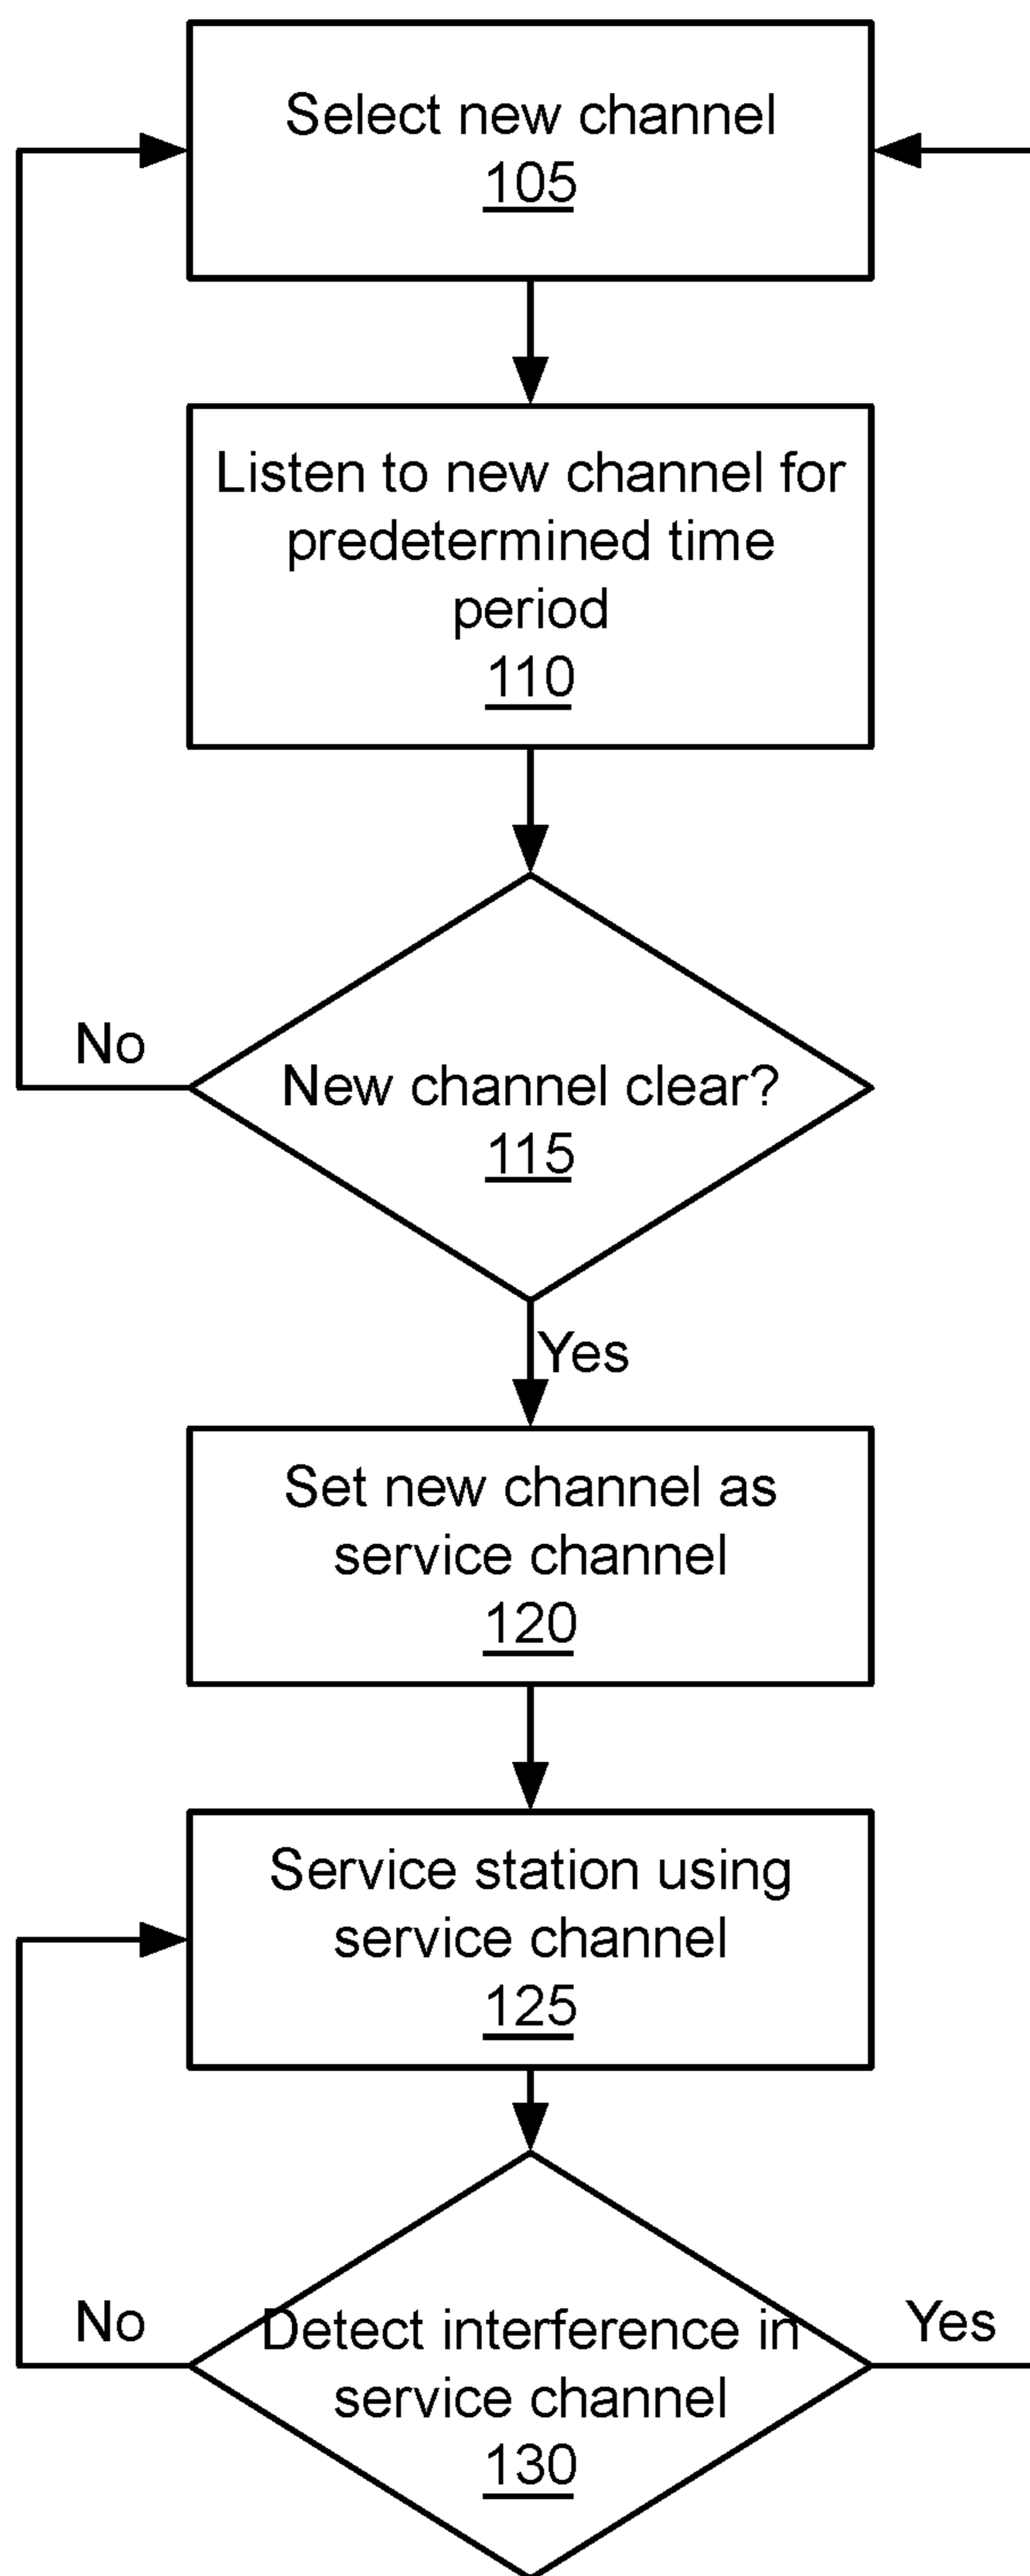 Select new channel
105
Listen to new channel for
predetermined time
period
110
No
New channel clear?
115
Yes
Set new channel as
service channel
120
Service station using
service channel
125
No
Detect interference in
service channel
130
Yes